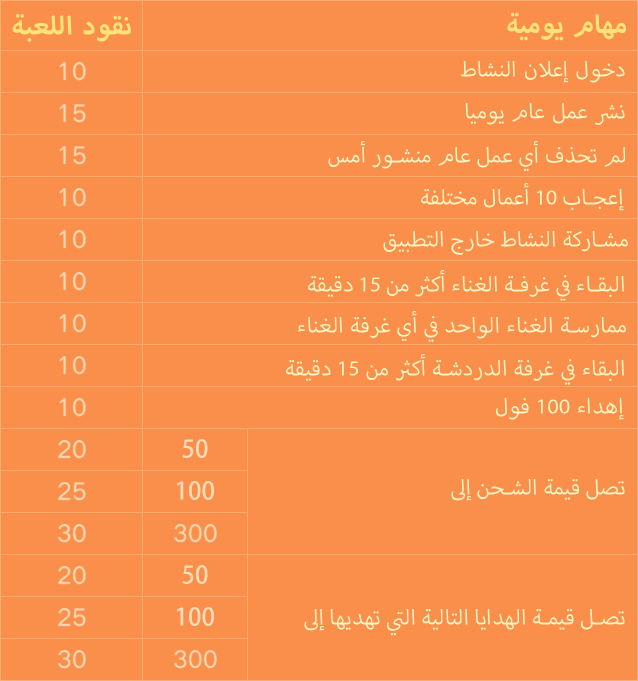 مهام يومية نقود اللعبة
دخول إعلان النشاط 10
نشر عمل عام يوميا 15
لم تحذف أي عمل عام منشور أمس 15
إعجاب 10 أعمال مختلفة 10
مشاركة النشاط خارج التطبيق 10
البقاء في غرفة الغناء أكثر من 15 دقيقة 10
ممارسة الغناء الواحد في أي غرفة الغناء 10
البقاء في غرفة الدردشة أكثر من 15 دقيقة 10
إهداء 100 فول 10
تصل قيمة الشحن إلى
50 20
100 25
300 30
تصل قيمة الهدايا التالية التي تهديها إلى
50 20
100 25
300 30